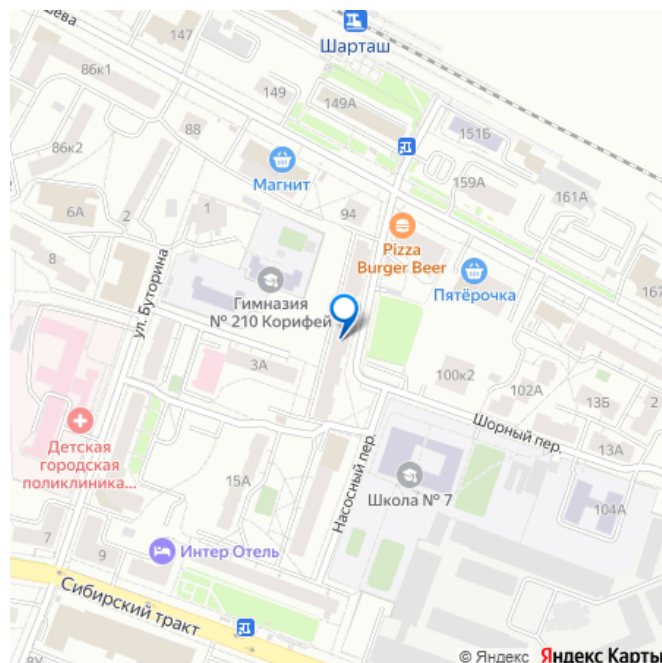 147
Шарташ
86к1
149
149А
88
151Б
86к2
Магнит
159А
161А
6А
2
1
94
Pizza
Burger Beer
8
ул. Буторина
Гимназия
№ 210 Корифей
Пятёрочка
167
3А
100к2
102А
13Б
Шорный пер.
Детская
городская
поликлиника...
13А
15А
Насосный пер.
Школа № 7
104А
7
9
Интер Отель
Сибирский тракт
© Яндекс Яндекс Карты